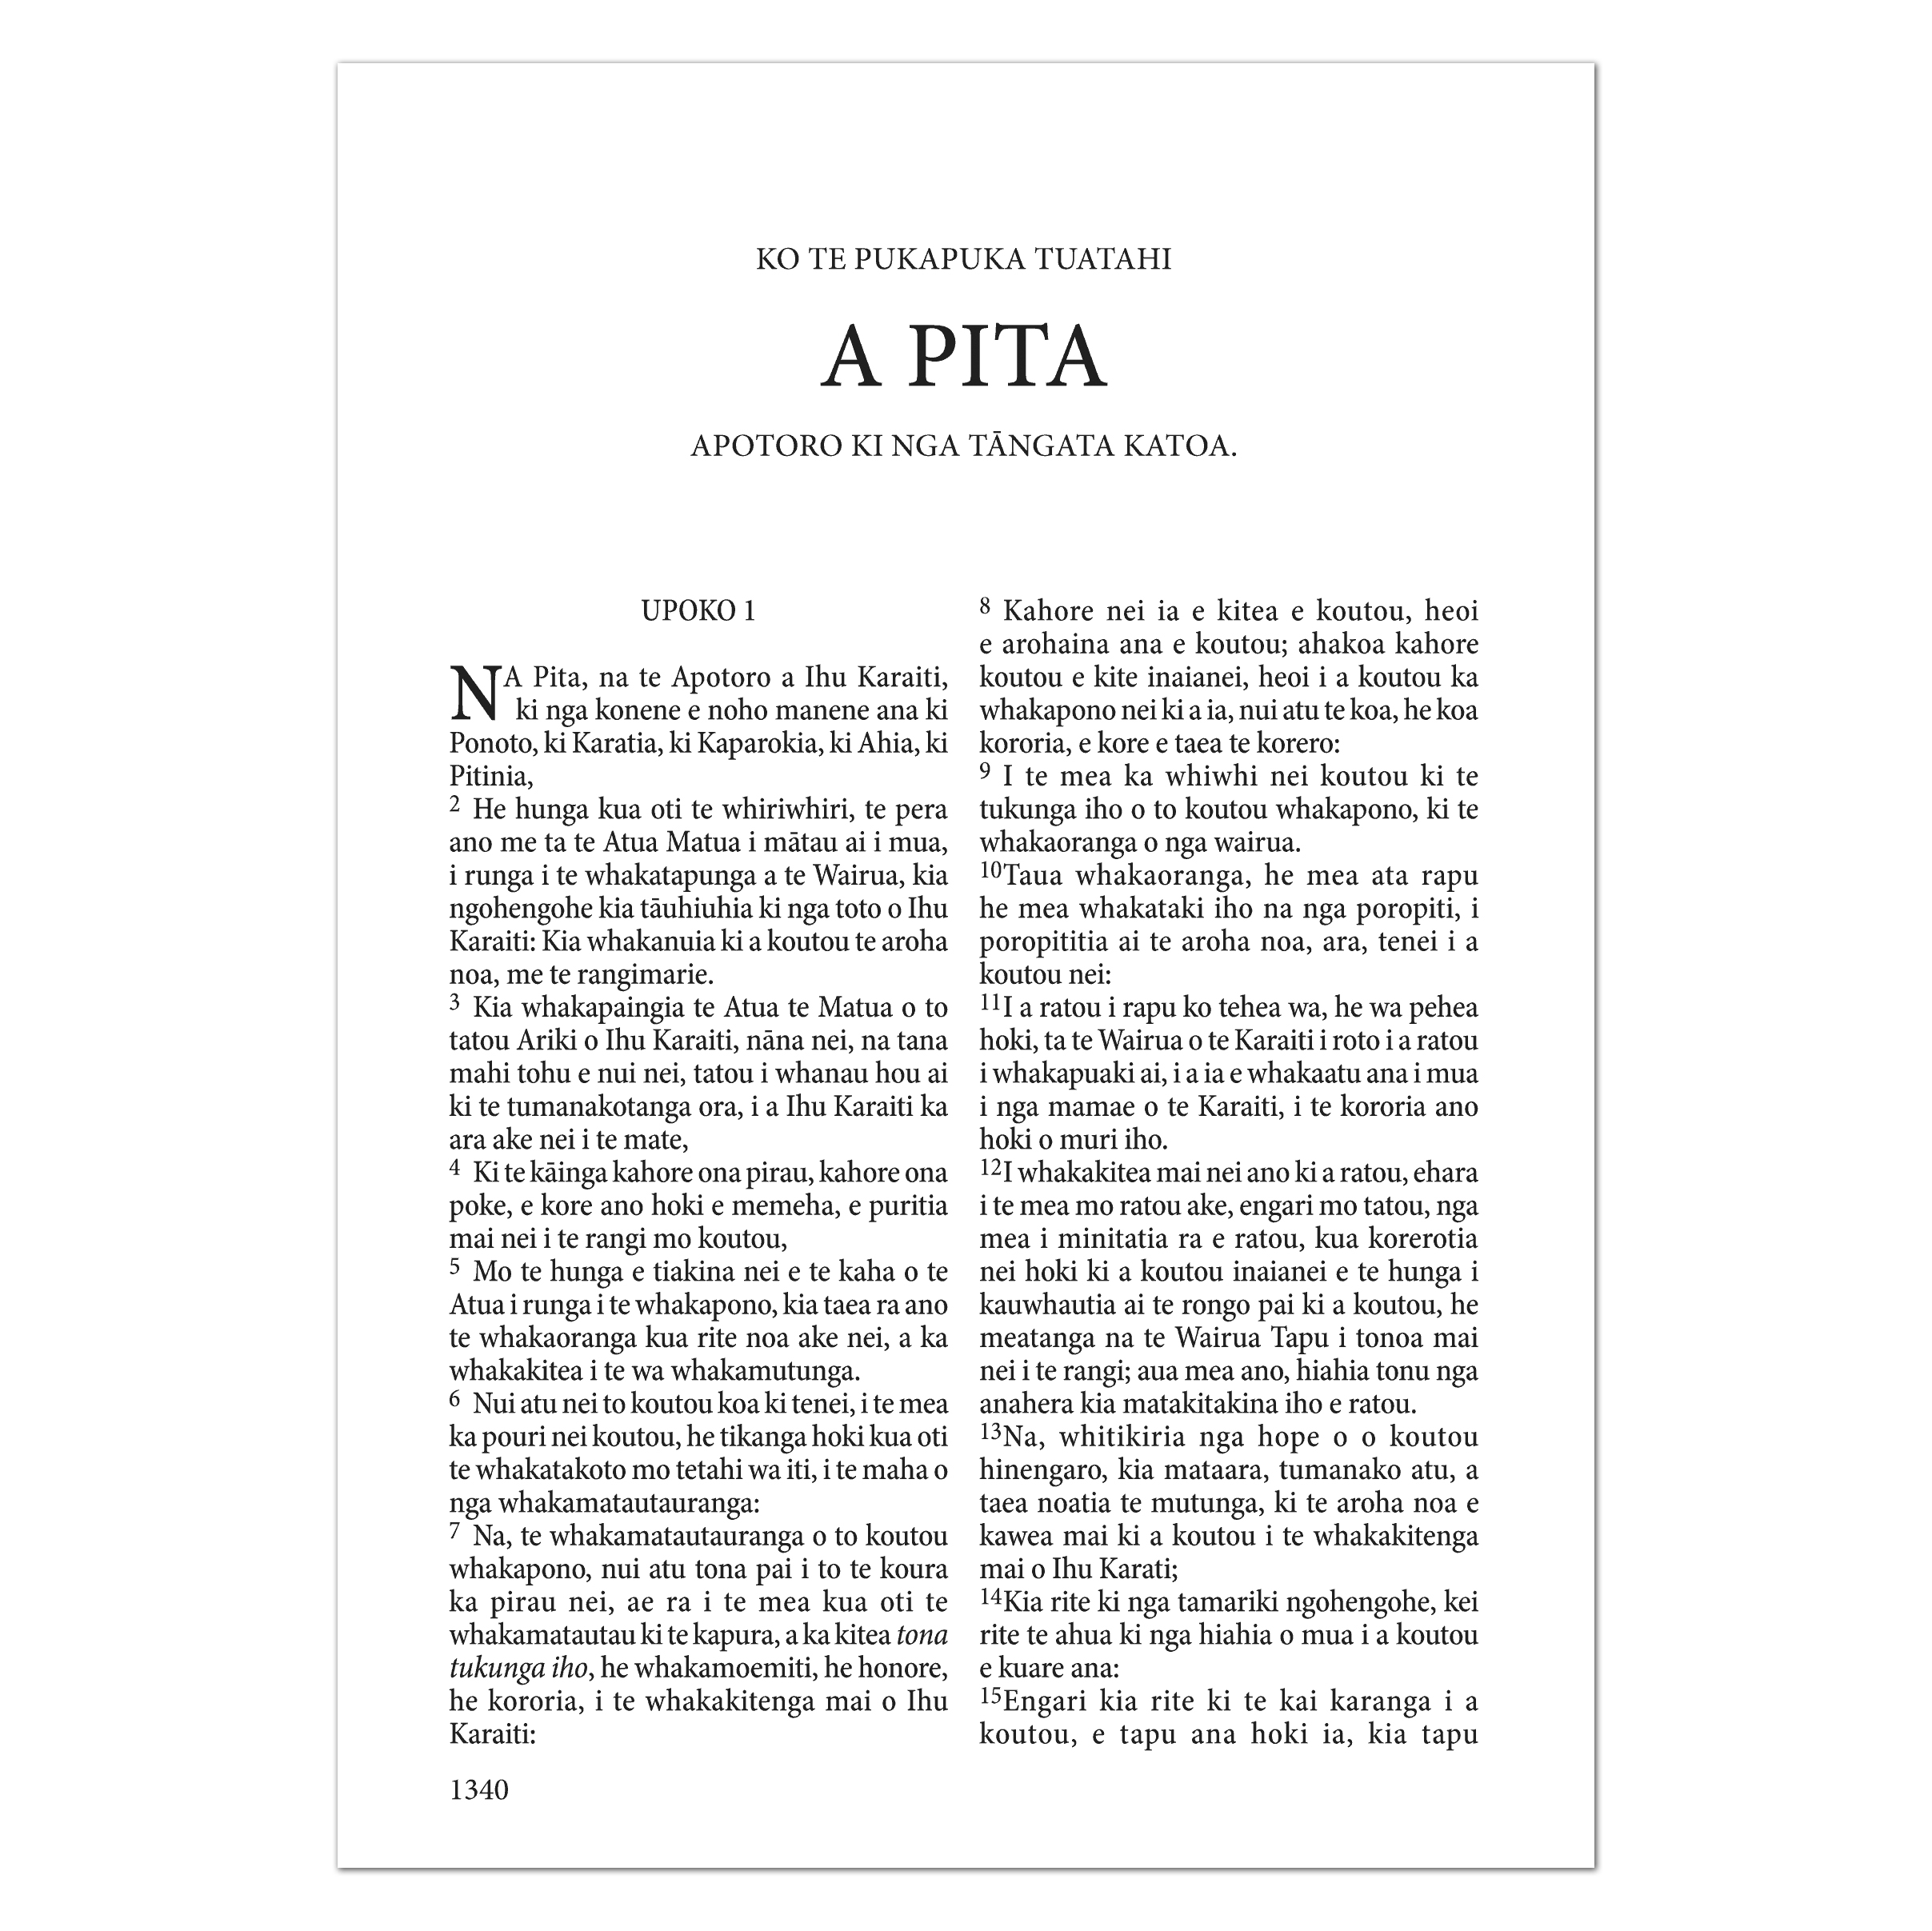 KO TE PUKAPUKA TUATAHI
A PITA
APOTORO KI NGA TĀNGATA KATOA.
UPOKO 1
NA Pita, na te Apotoro a Ihu Karaiti,
ki nga konene e noho manene ana ki
Ponoto, ki Karatia, ki Kaparokia, ki Ahia, ki
Pitinia,
2 He hunga kua oti te whiriwhiri, te pera
ano me ta te Atua Matua i mātau ai i mua,
i runga i te whakatapunga a te Wairua, kia
ngohengohe kia tāuhiuhia ki nga toto o Ihu
Karaiti: Kia whakanuia ki a koutou te aroha
noa, me te rangimarie.
3 Kia whakapaingia te Atua te Matua o to
tatou Ariki o Ihu Karaiti, nāna nei, na tana
mahi tohu e nui nei, tatou i whanau hou ai
ki te tumanakotanga ora, i a Ihu Karaiti ka
ara ake nei i te mate,
4 Ki te kāinga kahore ona pirau, kahore ona
poke, e kore ano hoki e memeha, e puritia
mai nei i te rangi mo koutou,
5 Mo te hunga e tiakina nei e te kaha o te
Atua i runga i te whakapono, kia taea ra ano
te whakaoranga kua rite noa ake nei, a ka
whakakitea i te wa whakamutunga.
6 Nui atu nei to koutou koa ki tenei, i te mea
ka pouri nei koutou, he tikanga hoki kua oti
te whakatakoto mo tetahi wa iti, i te maha o
nga whakamatautauranga:
7 Na, te whakamatautauranga o to koutou
whakapono, nui atu tona pai i to te koura
ka pirau nei, ae ra i te mea kua oti te
whakamatautau ki te kapura, a ka kitea tona
tukunga iho, he whakamoemiti, he honore,
he kororia, i te whakakitenga mai o Ihu
Karaiti:
8 Kahore nei ia e kitea e koutou, heoi
e arohaina ana e koutou; ahakoa kahore
koutou e kite inaianei, heoi i a koutou ka
whakapono nei ki a ia, nui atu te koa, he koa
kororia, e kore e taea te korero:
9 I te mea ka whiwhi nei koutou ki te
tukunga iho o to koutou whakapono, ki te
whakaoranga o nga wairua.
10Taua whakaoranga, he mea ata rapu
he mea whakataki iho na nga poropiti, i
poropititia ai te aroha noa, ara, tenei i a
koutou nei:
11I a ratou i rapu ko tehea wa, he wa pehea
hoki, ta te Wairua o te Karaiti i roto i a ratou
i whakapuaki ai, i a ia e whakaatu ana i mua
i nga mamae o te Karaiti, i te kororia ano
hoki o muri iho.
12I whakakitea mai nei ano ki a ratou, ehara
i te mea mo ratou ake, engari mo tatou, nga
mea i minitatia ra e ratou, kua korerotia
nei hoki ki a koutou inaianei e te hunga i
kauwhautia ai te rongo pai ki a koutou, he
meatanga na te Wairua Tapu i tonoa mai
nei i te rangi; aua mea ano, hiahia tonu nga
anahera kia matakitakina iho e ratou.
13Na, whitikiria nga hope o o koutou
hinengaro, kia mataara, tumanako atu, a
taea noatia te mutunga, ki te aroha noa e
kawea mai ki a koutou i te whakakitenga
mai o Ihu Karati;
14Kia rite ki nga tamariki ngohengohe, kei
rite te ahua ki nga hiahia o mua i a koutou
e kuare ana:
15Engari kia rite ki te kai karanga i a
koutou, e tapu ana hoki ia, kia tapu
1340